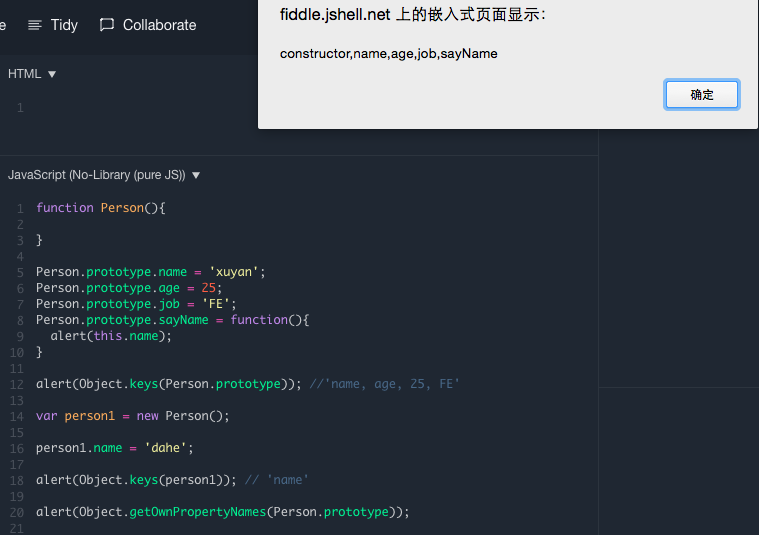 e Tidy Collaborate
fiddle.jshell.net 上的嵌入式页面显示：
constructor,name,age,job,sayName
确定
HTML ▼
1
JavaScript (No-Library (pure JS)) ▼
1 function Person(){
2
3 }
4
5 Person.prototype.name = 'xuyan';
6 Person.prototype.age = 25;
7 Person.prototype.job = 'FE';
8 Person.prototype.sayName = function(){
9 alert(this.name);
10 }
11
12 alert(Object.keys(Person.prototype)); //'name, age, 25, FE'
13
14 var person1 = new Person();
15
16 person1.name = 'dahe';
17
18 alert(Object.keys(person1)); // 'name'
19
20 alert(Object.getOwnPropertyNames(Person.prototype));
21